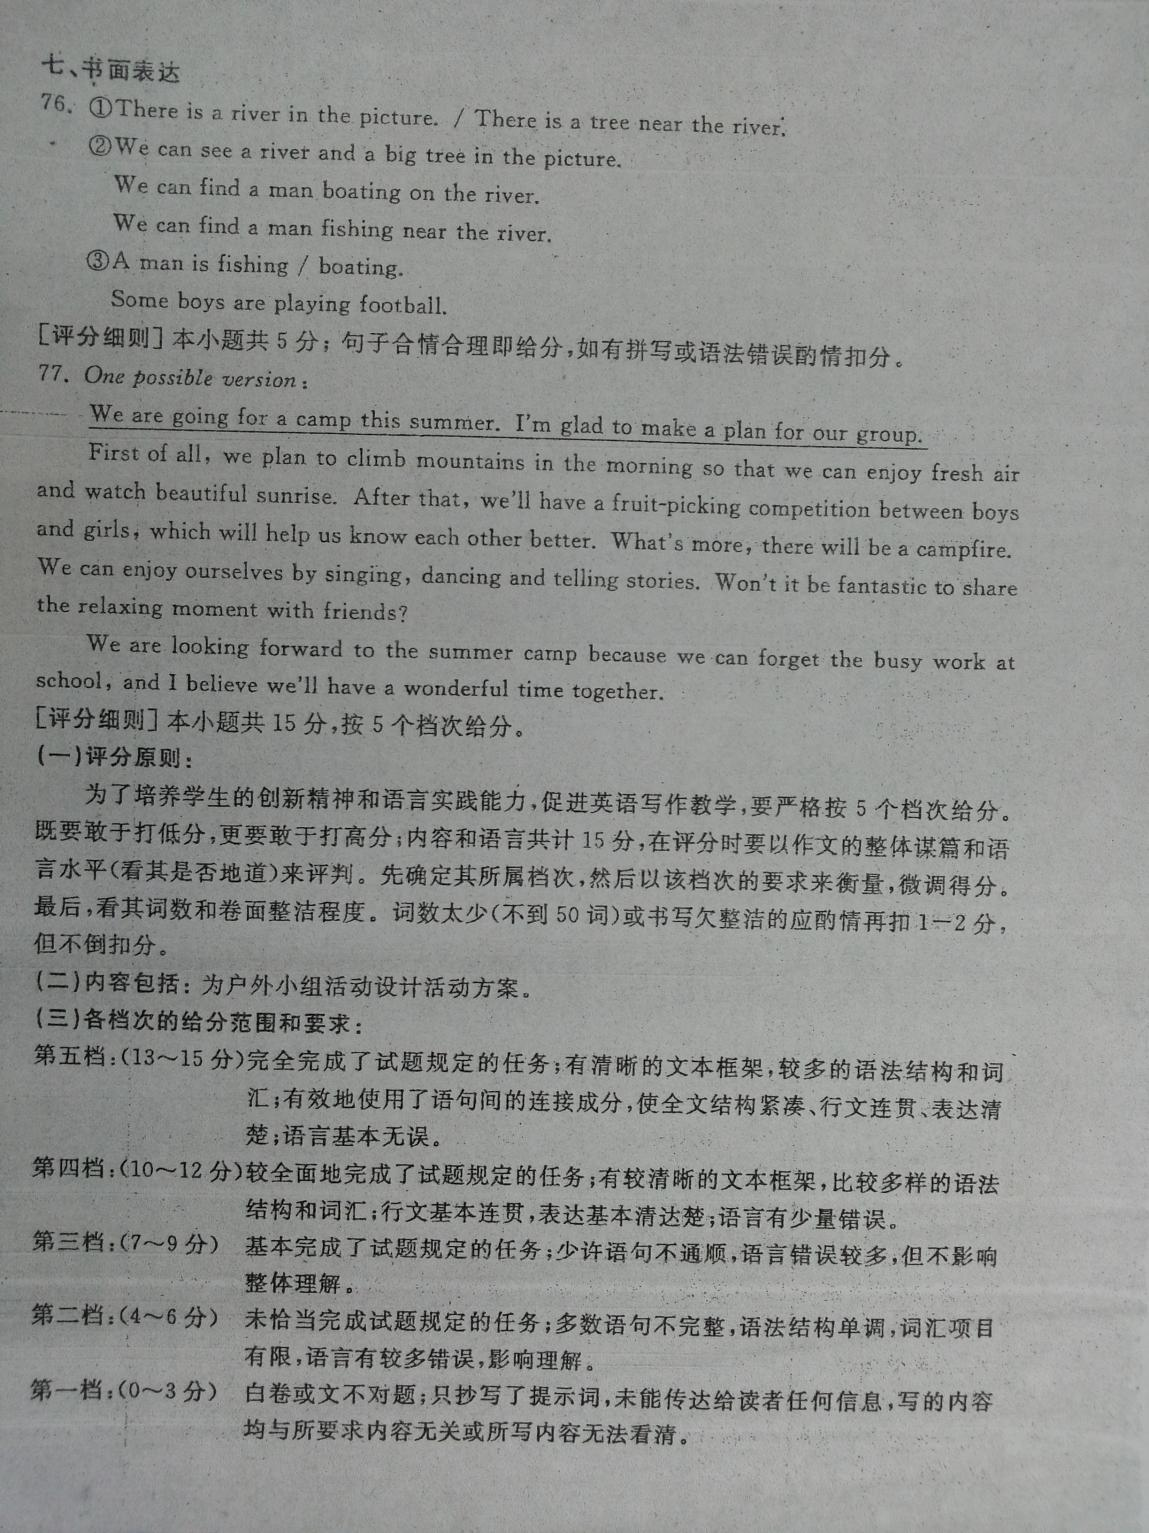 七、书面表达
76. ①There is a river in the picture. / There is a tree near the river.
②We can see a river and a big tree in the picture.
We can find a man boating on the river.
We can find a man fishing near the river.
③A man is fishing / boating.
Some boys are playing football.
[评分细则] 本小题共 5 分；句子合情合理即给分,如有拼写或语法错误酌情扣分。
77. One possible version:
We are going for a camp this summer. I'm glad to make a plan for our group.
First of all, we plan to climb mountains in the morning so that we can enjoy fresh air
and watch beautiful sunrise. After that, we'll have a fruit-picking competition between boys
and girls, which will help us know each other better. What's more, there will be a campfire.
We can enjoy ourselves by singing, dancing and telling stories. Won't it be fantastic to share
the relaxing moment with friends?
We are looking forward to the summer camp because we can forget the busy work at
school, and I believe we'll have a wonderful time together.
[评分细则] 本小题共 15 分,按 5 个档次给分。
(一)评分原则:
为了培养学生的创新精神和语言实践能力,促进英语写作教学,要严格按 5 个档次给分。
既要敢于打低分,更要敢于打高分;内容和语言共计 15 分,在评分时要以作文的整体谋篇和语
言水平(看其是否地道)来评判。先确定其所属档次,然后以该档次的要求来衡量,微调得分。
最后,看其词数和卷面整洁程度。词数太少(不到 50 词)或书写欠整洁的应酌情再扣 1—2 分,
但不倒扣分。
(二)内容包括: 为户外小组活动设计活动方案。
(三)各档次的给分范围和要求:
第五档:(13～15 分)完全完成了试题规定的任务;有清晰的文本框架,较多的语法结构和词
汇;有效地使用了语句间的连接成分,使全文结构紧凑、行文连贯、表达清
楚;语言基本无误。
第四档:(10～12 分)较全面地完成了试题规定的任务;有较清晰的文本框架,比较多样的语法
结构和词汇;行文基本连贯,表达基本清达楚;语言有少量错误。
第三档:(7～9 分) 基本完成了试题规定的任务;少许语句不通顺,语言错误较多,但不影响
整体理解。
第二档:(4～6 分) 未恰当完成试题规定的任务;多数语句不完整,语法结构单调,词汇项目
有限,语言有较多错误,影响理解。
第一档:(0～3 分) 白卷或文不对题;只抄写了提示词,未能传达给读者任何信息,写的内容
均与所要求内容无关或所写内容无法看清。